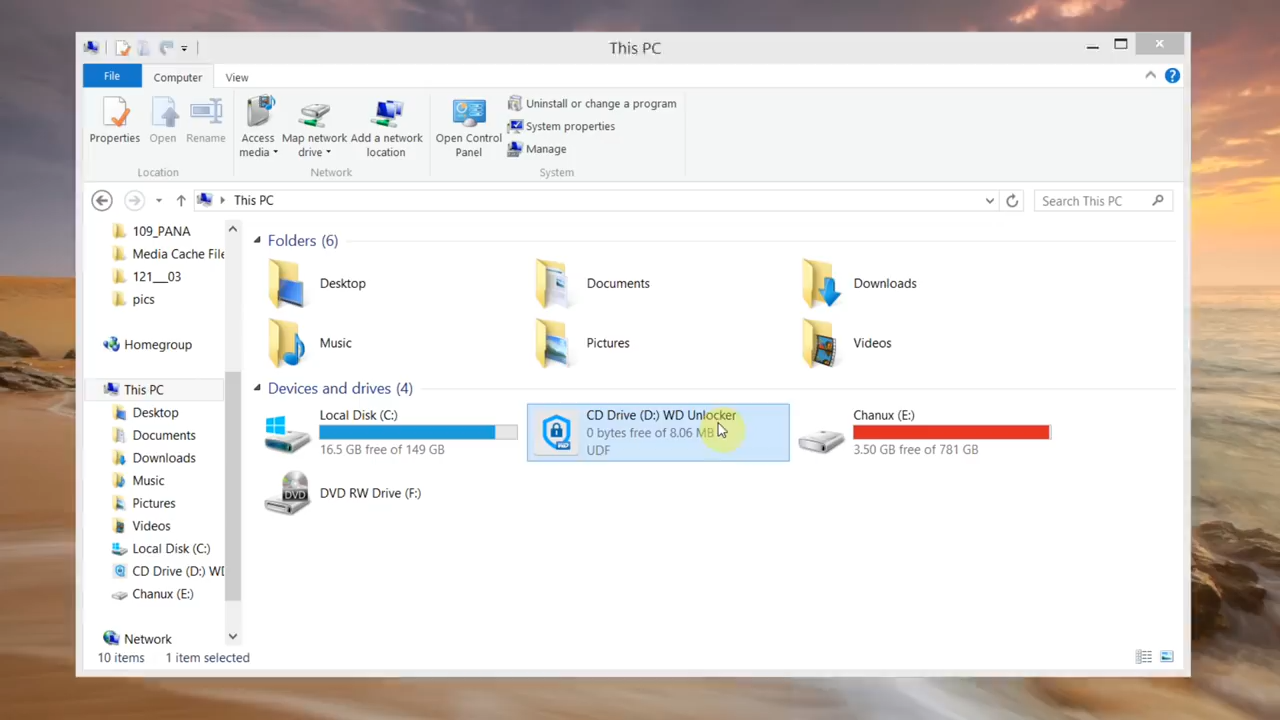 This PC
File
Computer
View
Properties
Open
Rename
Location
Access
media
Map network
drive
Add a network
location
Network
Open Control
Panel
Uninstall or change a program
System properties
Manage
System
This PC
Search This PC
109_PANA
Media Cache File
121___03
pics
Homegroup
This PC
Desktop
Documents
Downloads
Music
Pictures
Videos
Local Disk (C:)
CD Drive (D:) WD
Chanux (E:)
Network
Folders (6)
Desktop
Documents
Downloads
Music
Pictures
Videos
Devices and drives (4)
Local Disk (C:)
16.5 GB free of 149 GB
CD Drive (D:) WD Unlocker
0 bytes free of 8.06 MB
UDF
WD
Chanux (E:)
3.50 GB free of 781 GB
DVD
DVD RW Drive (F:)
10 items
1 item selected